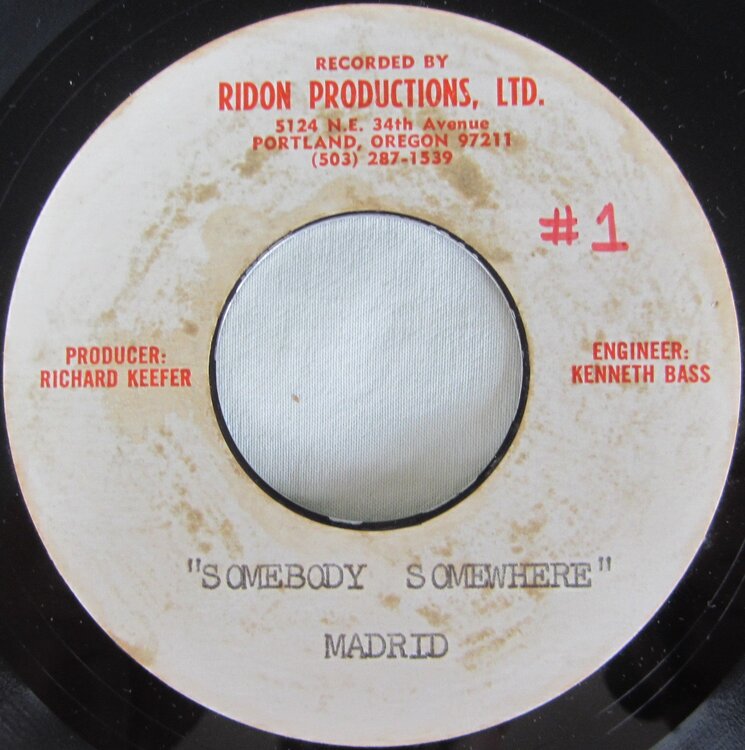 RECORDED BY
RIDON PRODUCTIONS, LTD.
5124 N.E. 34th Avenue
PORTLAND, OREGON 97211
(503) 287-1539
#1
PRODUCER:
RICHARD KEEFER
ENGINEER:
KENNETH BASS
"SOMEBODY SOMEWHERE"
MADRID